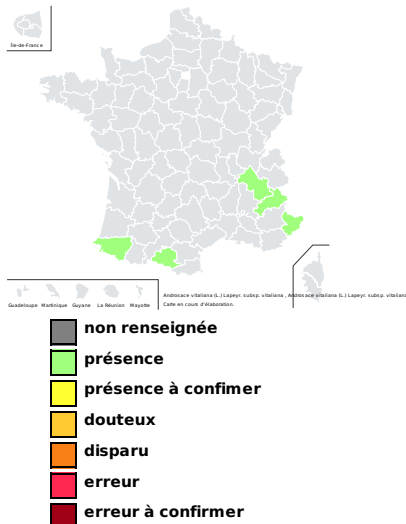 Île-de-France
Guadeloupe Martinique Guyane La Réunion Mayotte
Androsace vitaliana (L.) Lapeyr. subsp. vitaliana , Androsace vitaliana (L.) Lapeyr. subsp. vitaliana
Carte en cours d'élaboration.
non renseignée
présence
présence à confimer
douteux
disparu
erreur
erreur à confirmer